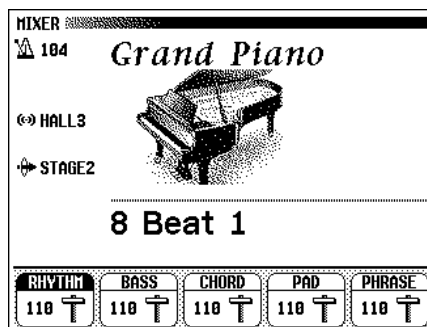 MIXER
104 Grand Piano
HALL3
STAGE2
8 Beat 1
RHYTHM BASS CHORD PAD PHRASE
110 110 110 110 110